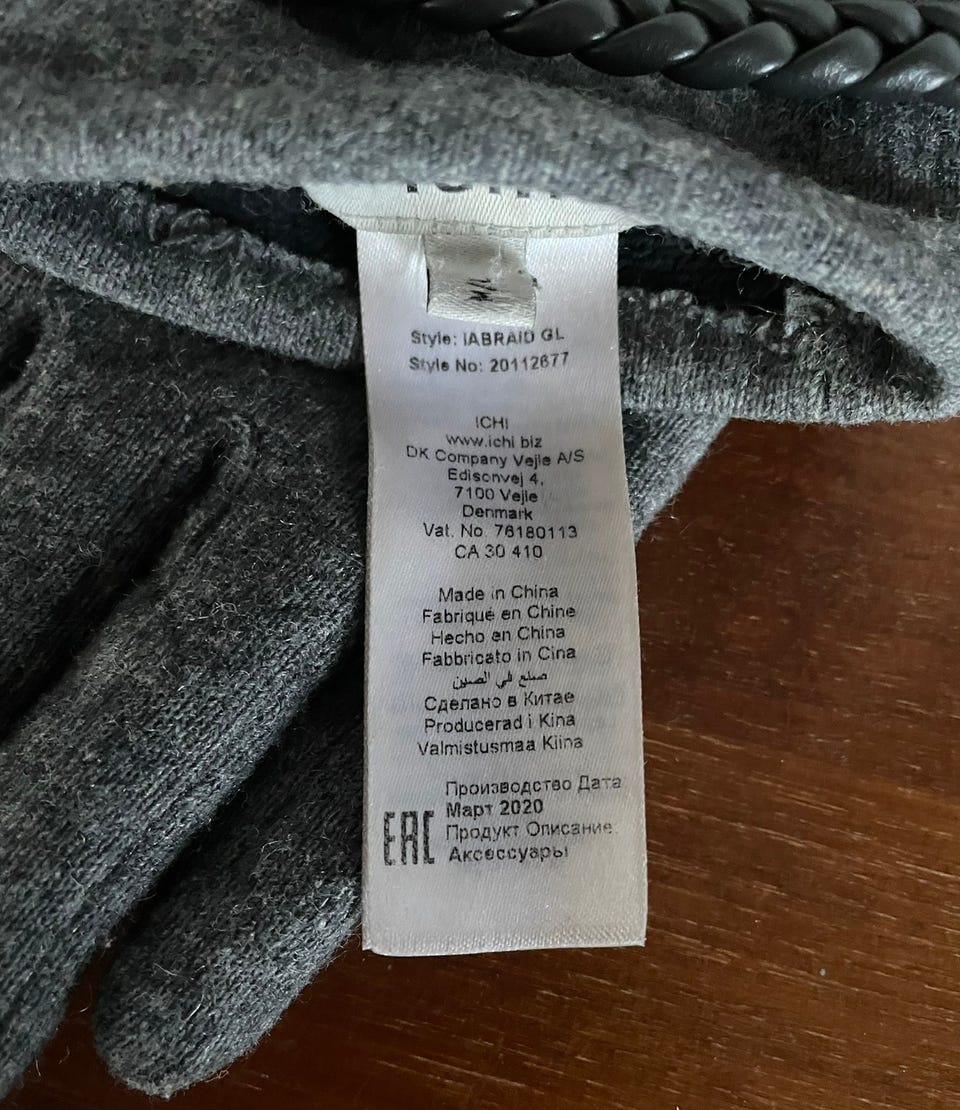 Style: IABRAID GL
Style No: 20112677
ICHI
www.ichi.biz
DK Company Vejle A/S
Edisonvej 4,
7100 Vejle
Denmark
Vat. No. 76180113
CA 30 410
Made in China
Fabriqué en Chine
Hecho en China
Fabbricato in Cina
صنع في الصين
Сделано в Китае
Producerad i Kina
Valmistusmaa Kiina
Производство Дата
Март 2020
EAC Продукт Описание:
Аксессуары